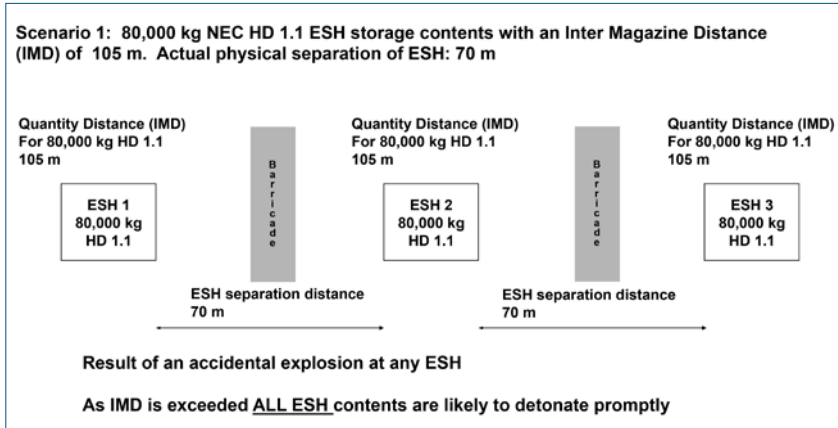 Scenario 1: 80,000 kg NEC HD 1.1 ESH storage contents with an Inter Magazine Distance
(IMD) of 105 m. Actual physical separation of ESH: 70 m
Quantity Distance (IMD)
For 80,000 kg HD 1.1
105 m
Quantity Distance (IMD)
For 80,000 kg HD 1.1
105 m
Quantity Distance (IMD)
For 80,000 kg HD 1.1
105 m
ESH 1
80,000 kg
HD 1.1
Barricade
ESH 2
80,000 kg
HD 1.1
Barricade
ESH 3
80,000 kg
HD 1.1
ESH separation distance
70 m
ESH separation distance
70 m
Result of an accidental explosion at any ESH
As IMD is exceeded ALL ESH contents are likely to detonate promptly